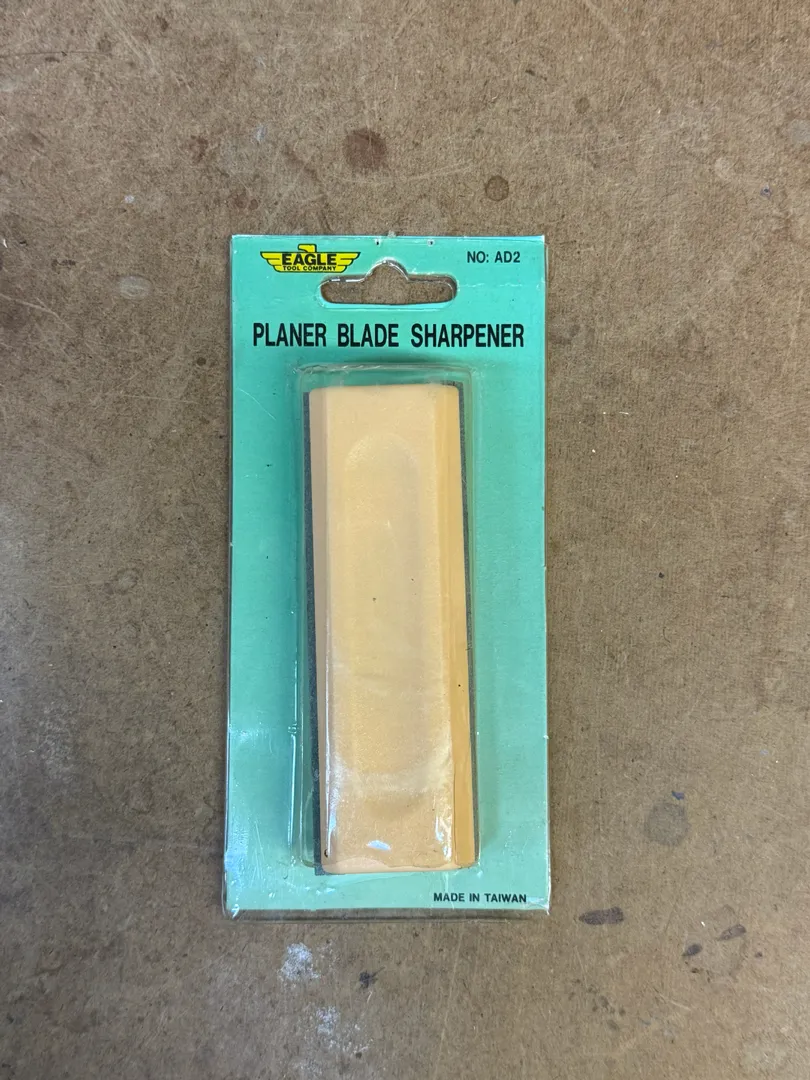 EAGLE
TOOL COMPANY
NO: AD2
PLANER BLADE SHARPENER
MADE IN TAIWAN